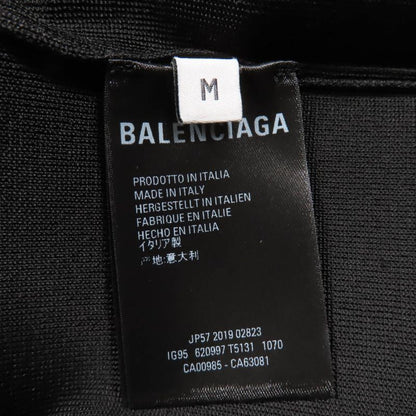 M
BALENCIAGA
PRODOTTO IN ITALIA
MADE IN ITALY
HERGESTELLT IN ITALIEN
FABRIQUE EN ITALIE
HECHO EN ITALIA
イタリア製
产地:意大利
JP57 2019 02823
IG95 620997 T5131 1070
CA00985 - CA63081